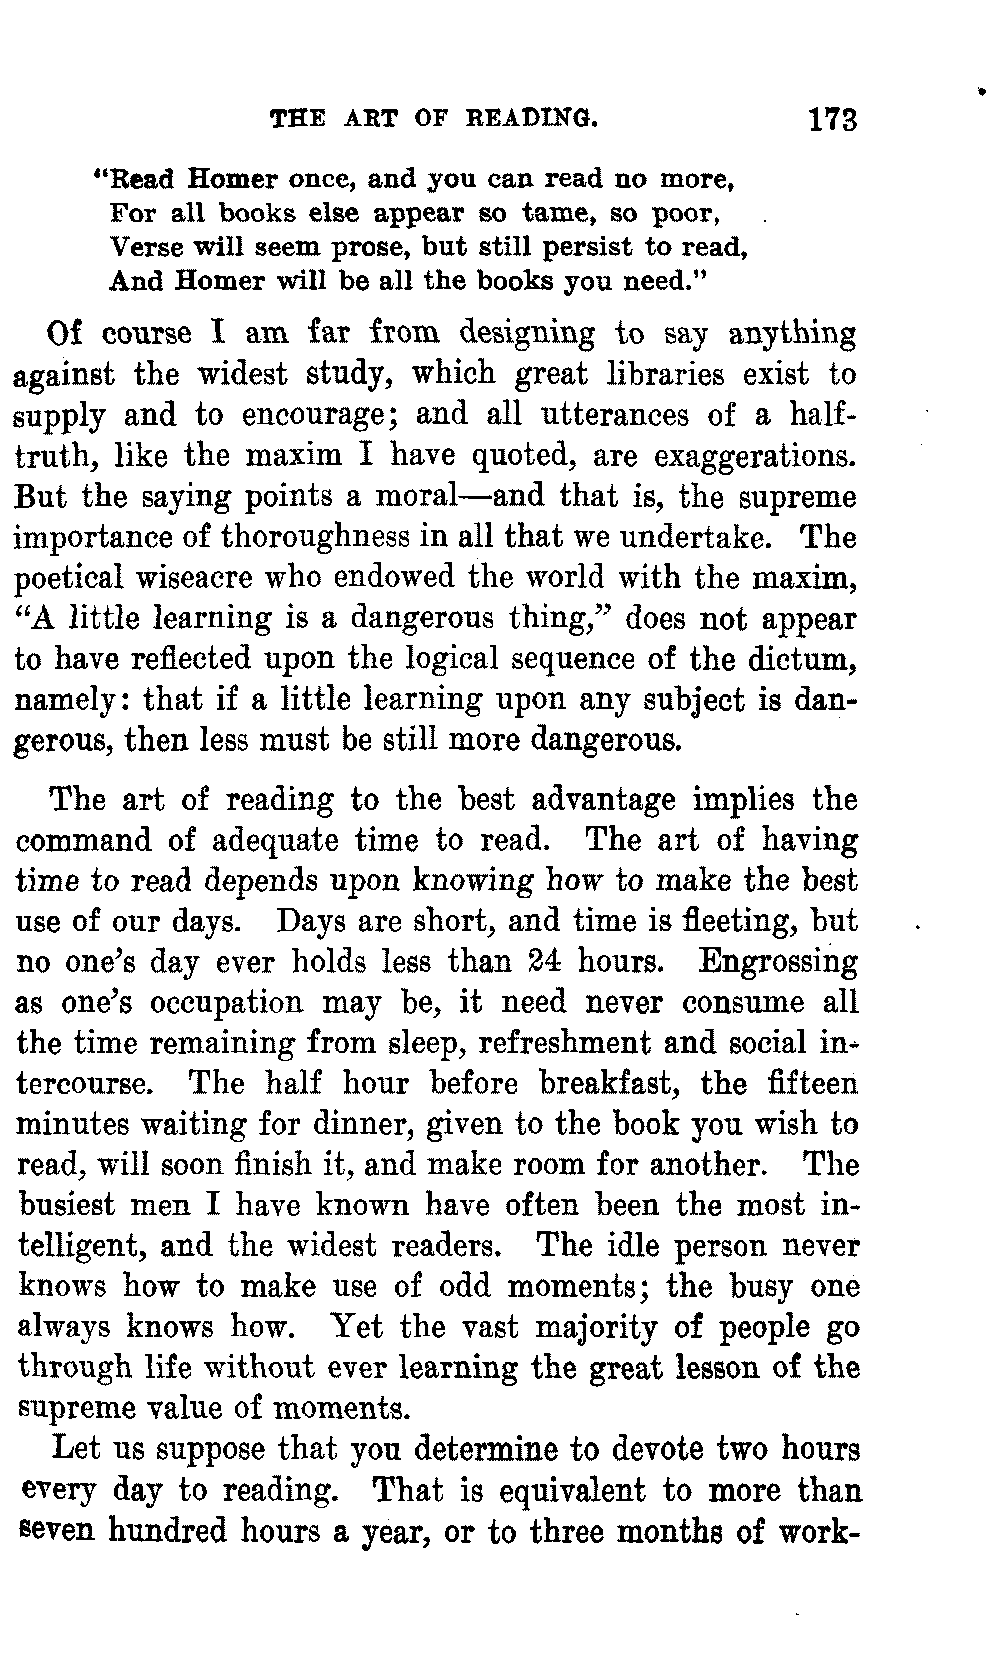 THE ART OF READING. 173
"Read Homer once, and you can read no more,
For all books else appear so tame, so poor,
Verse will seem prose, but still persist to read,
And Homer will be all the books you need."
Of course I am far from designing to say anything
against the widest study, which great libraries exist to
supply and to encourage; and all utterances of a half-
truth, like the maxim I have quoted, are exaggerations.
But the saying points a moral—and that is, the supreme
importance of thoroughness in all that we undertake. The
poetical wiseacre who endowed the world with the maxim,
"A little learning is a dangerous thing," does not appear
to have reflected upon the logical sequence of the dictum,
namely: that if a little learning upon any subject is dan-
gerous, then less must be still more dangerous.
The art of reading to the best advantage implies the
command of adequate time to read. The art of having
time to read depends upon knowing how to make the best
use of our days. Days are short, and time is fleeting, but
no one's day ever holds less than 24 hours. Engrossing
as one's occupation may be, it need never consume all
the time remaining from sleep, refreshment and social in-
tercourse. The half hour before breakfast, the fifteen
minutes waiting for dinner, given to the book you wish to
read, will soon finish it, and make room for another. The
busiest men I have known have often been the most in-
telligent, and the widest readers. The idle person never
knows how to make use of odd moments; the busy one
always knows how. Yet the vast majority of people go
through life without ever learning the great lesson of the
supreme value of moments.
Let us suppose that you determine to devote two hours
every day to reading. That is equivalent to more than
seven hundred hours a year, or to three months of work-